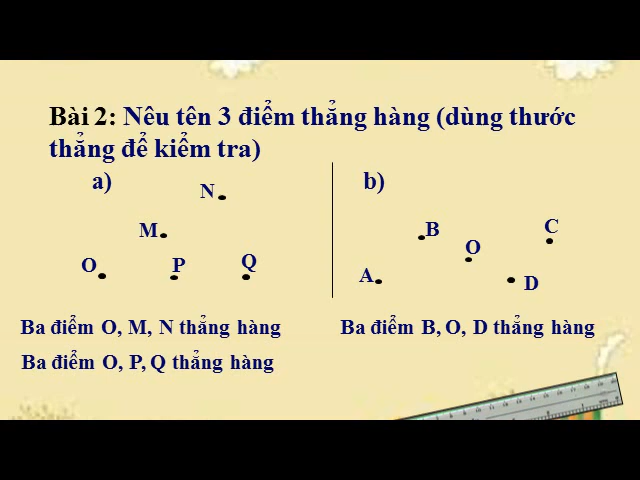 Bài 2: Nêu tên 3 điểm thẳng hàng (dùng thước
thẳng để kiểm tra)
a)
N
M
O
P
Q
Ba điểm O, M, N thẳng hàng
Ba điểm O, P, Q thẳng hàng
b)
B
C
O
A
D
Ba điểm B, O, D thẳng hàng